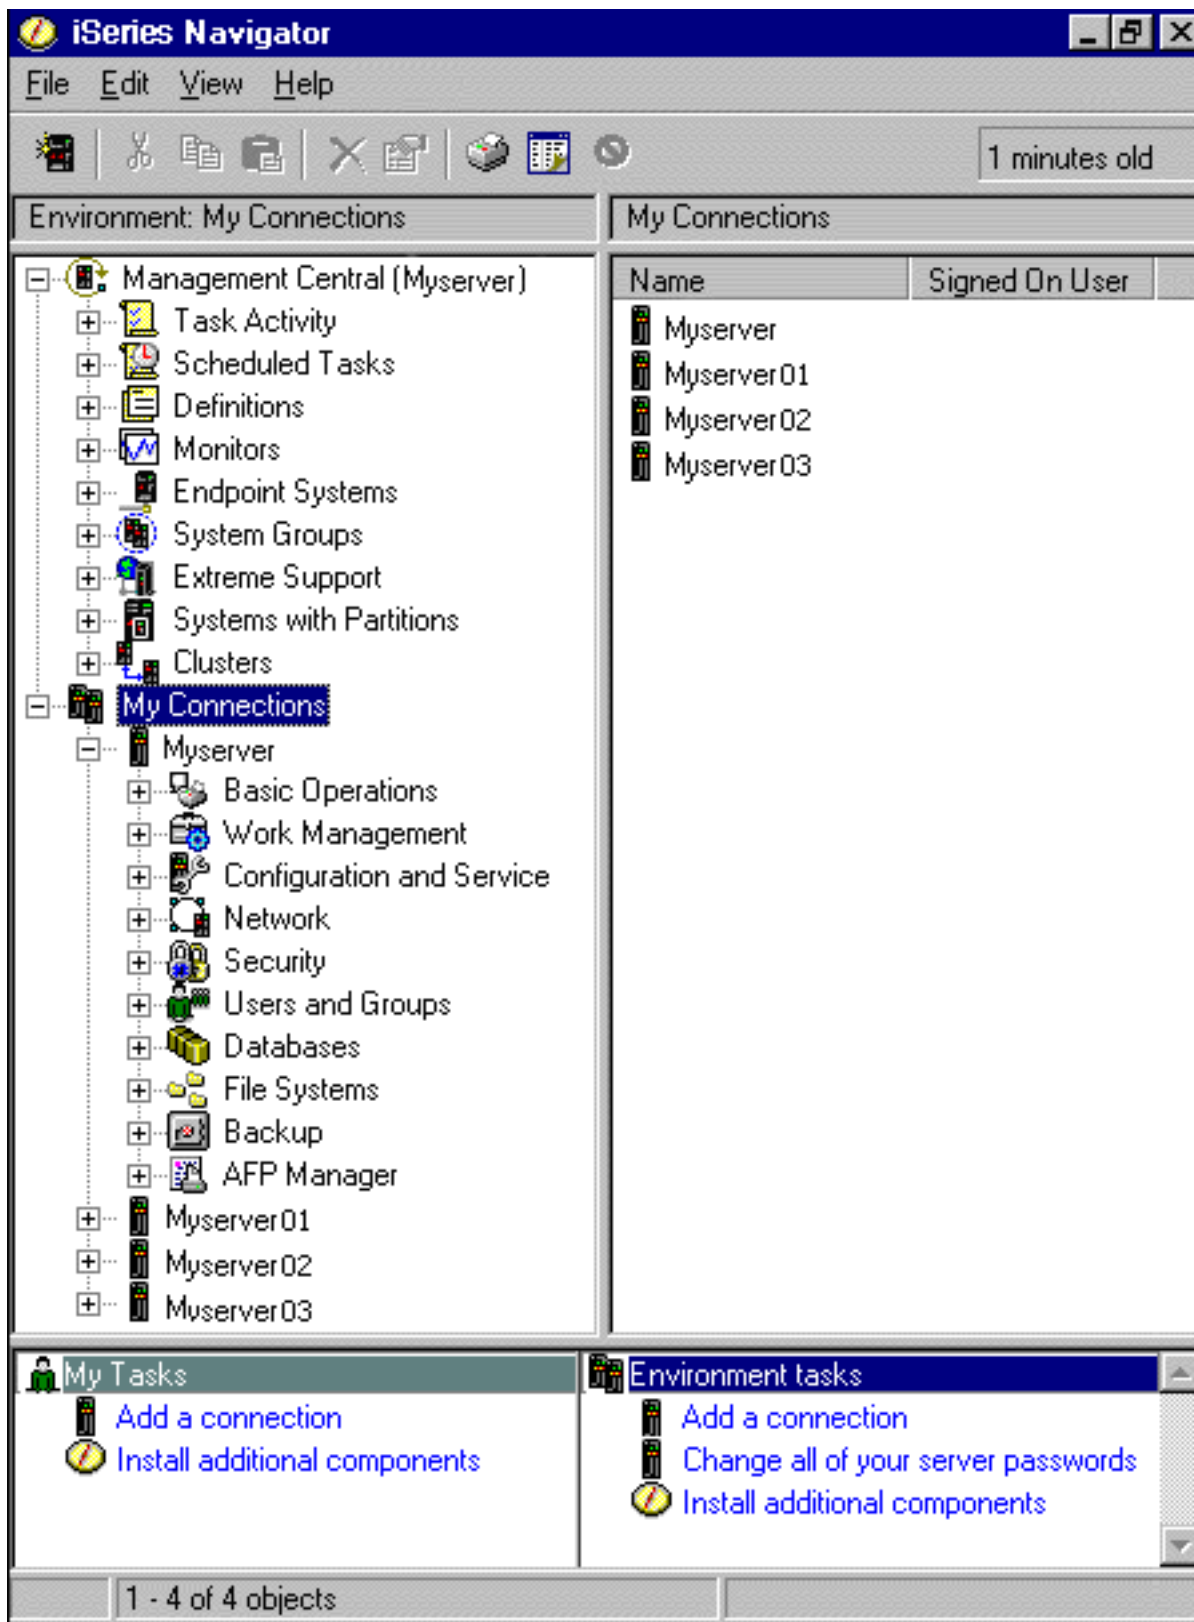 iSeries Navigator
File Edit View Help
1 minutes old
Environment: My Connections
My Connections
Management Central (Myserver)
Task Activity
Scheduled Tasks
Definitions
Monitors
Endpoint Systems
System Groups
Extreme Support
Systems with Partitions
Clusters
My Connections
Myserver
Basic Operations
Work Management
Configuration and Service
Network
Security
Users and Groups
Databases
File Systems
Backup
AFP Manager
Myserver01
Myserver02
Myserver03
Name Signed On User
Myserver
Myserver01
Myserver02
Myserver03
My Tasks
Add a connection
Install additional components
Environment tasks
Add a connection
Change all of your server passwords
Install additional components
1 - 4 of 4 objects